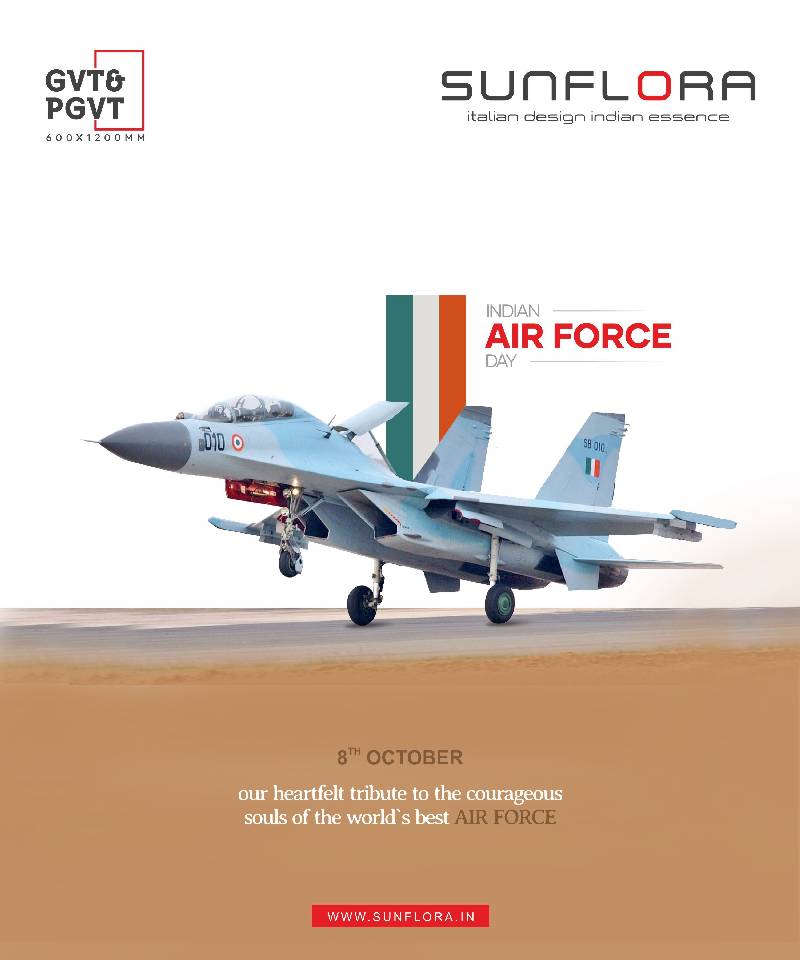 GVT&
PGVT
600X1200MM
SUNFLORA
italian design indian essence
INDIAN
AIR FORCE
DAY
010
SB 010
8TH OCTOBER
our heartfelt tribute to the courageous
souls of the world`s best AIR FORCE
WWW.SUNFLORA.IN